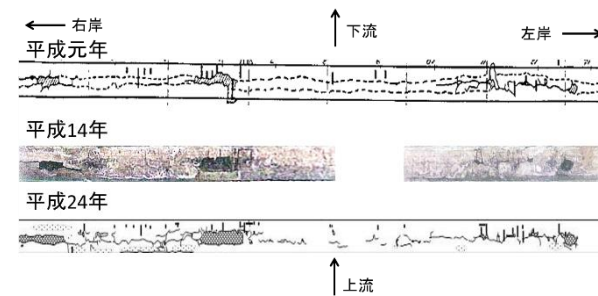 ← 右岸
↑ 下流
左岸 →
平成元年
平成14年
平成24年
↑ 上流